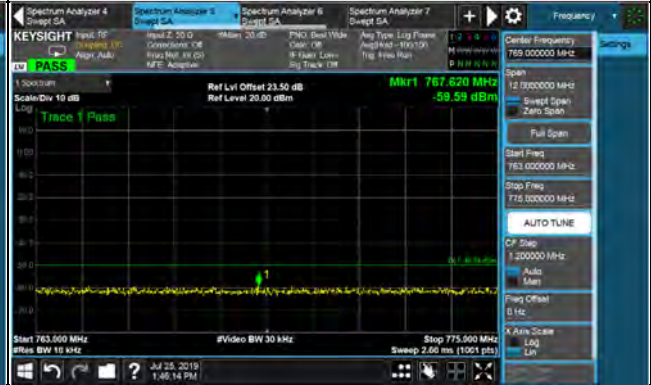 Spectrum Analyzer 4
Swept SA
Spectrum Analyzer 5
Swept SA
Spectrum Analyzer 6
Swept SA
Spectrum Analyzer 7
Swept SA
Frequency
KEYSIGHT Input: RF
Align: Auto
Input Z: 50 Ω
Corrections: Off
Freq Ref: Int (S)
NFE: Adaptive
PNO: Best Wide
Gate: Off
IF Gain: Low
Sig Track: Off
Avg Type: Log Power
Avg|Hold: >100/100
Trig: Free Run
PASS
1 Spectrum
Scale/Div 10 dB
Log
Ref Lvl Offset 23.50 dB
Ref Level 20.00 dBm
Mkr1 767.620 MHz
-59.59 dBm
Trace 1 Pass
1
Start 763.000 MHz
#Res BW 10 kHz
#Video BW 30 kHz
Stop 775.000 MHz
Sweep 2.00 ms (1001 pts)
Jul 25, 2019
1:46:14 PM
Center Frequency
769.000000 MHz
Settings
Span
12.0000000 MHz
Swept Span
Zero Span
Full Span
Start Freq
763.000000 MHz
Stop Freq
775.000000 MHz
AUTO TUNE
CF Step
1.200000 MHz
Auto
Man
Freq Offset
0 Hz
X Axis Scale
Log
Lin